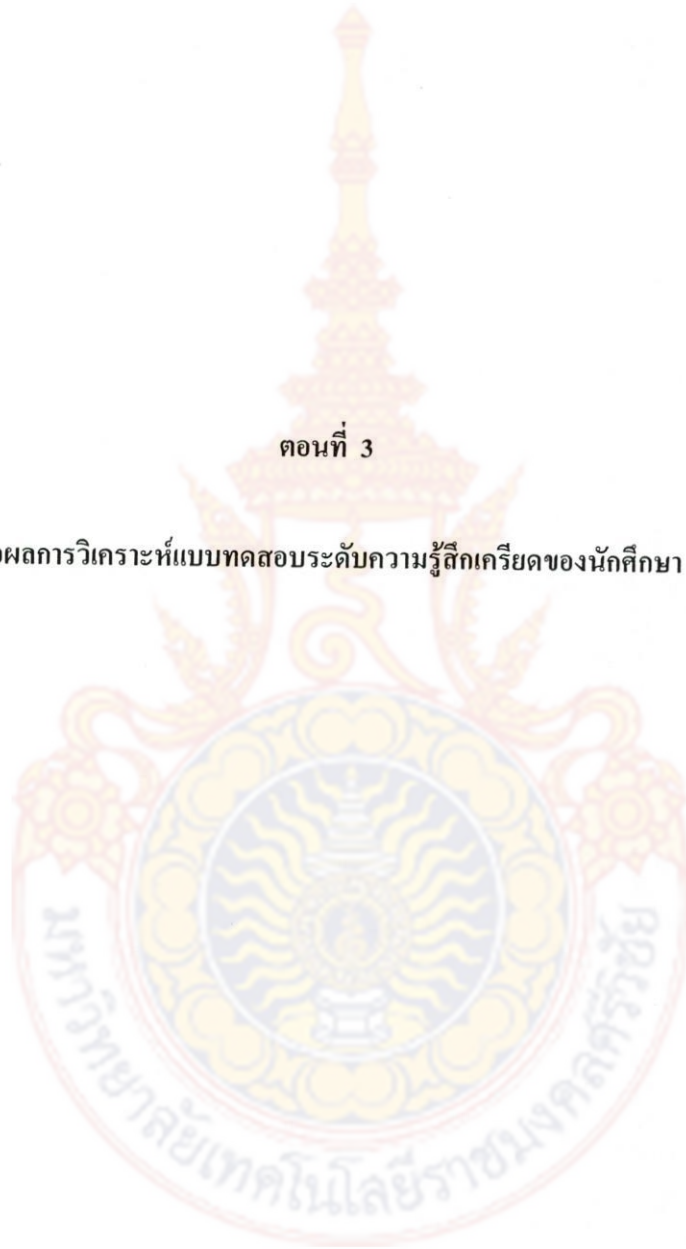 ตอนที่ 3
ผลการวิเคราะห์แบบทดสอบระดับความรู้สึกเครียดของนักศึกษา
มหาวิทยาลัยเทคโนโลยีราชมงคลศรีวิชัย